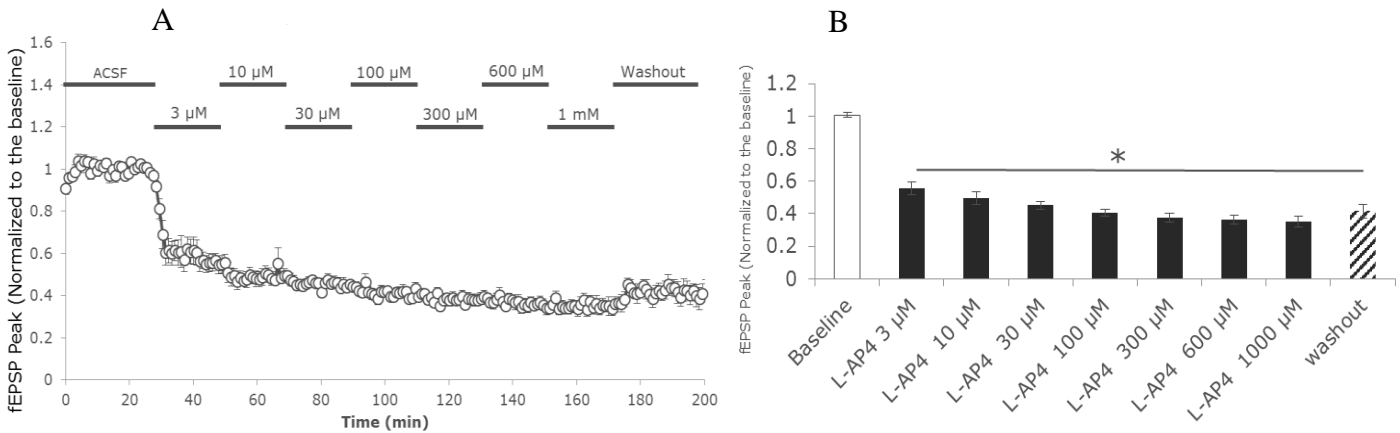 A
fEPSP Peak (Normalized to the baseline)
1.6
1.4
1.2
1
0.8
0.6
0.4
0.2
0
ACSF
10 µM
100 µM
600 µM
Washout
3 µM
30 µM
300 µM
1 mM
0
20
40
60
80
100
120
140
160
180
200
Time (min)
B
fEPSP Peak (Normalized to the baseline)
1.2
1
0.8
0.6
0.4
0.2
0
*
Baseline
L-AP4 3 µM
L-AP4 10 µM
L-AP4 30 µM
L-AP4 100 µM
L-AP4 300 µM
L-AP4 600 µM
L-AP4 1000 µM
washout